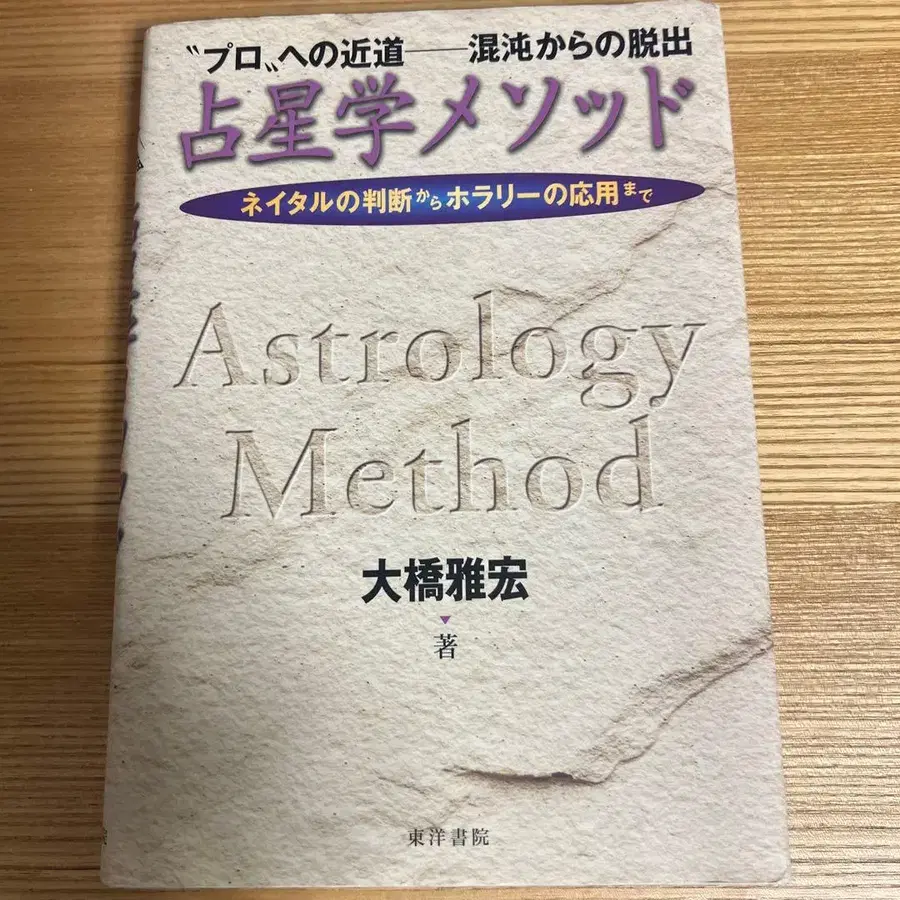 〝プロ〟への近道──混沌からの脱出
占星学メソッド
ネイタルの判断からホラリーの応用まで
Astrology
Method
大橋雅宏
著
東洋書院